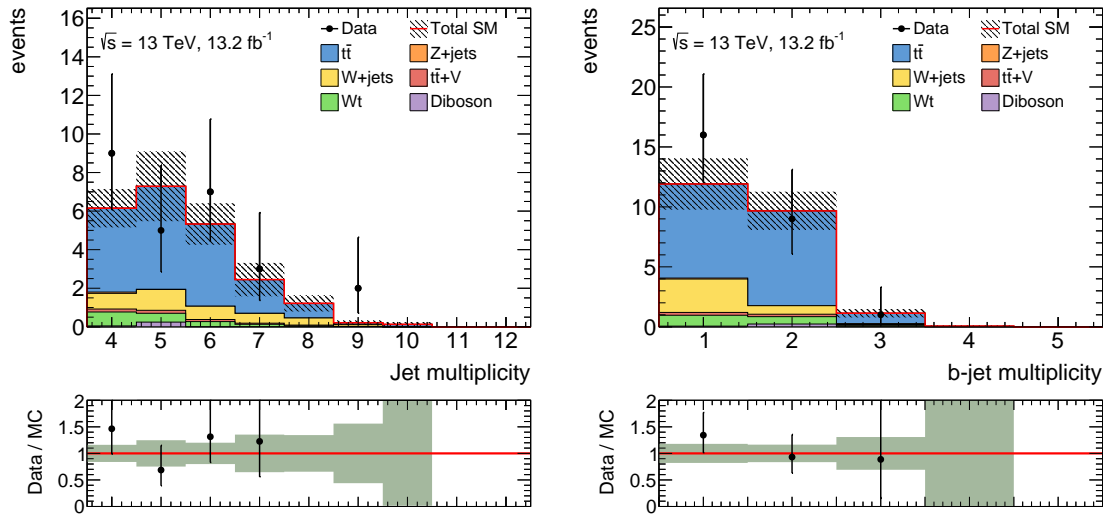 events
16
14
12
10
8
6
4
2
0
√s = 13 TeV, 13.2 fb⁻¹
Data
Total SM
tt̄
Z+jets
W+jets
tt̄+V
Wt
Diboson
4 5 6 7 8 9 10 11 12
Jet multiplicity
Data / MC
2
1.5
1
0.5
0
events
25
20
15
10
5
0
√s = 13 TeV, 13.2 fb⁻¹
Data
Total SM
tt̄
Z+jets
W+jets
tt̄+V
Wt
Diboson
1 2 3 4 5
b-jet multiplicity
Data / MC
2
1.5
1
0.5
0